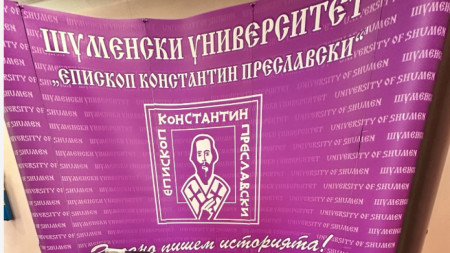 ШУМЕНСКИ УНИВЕРСИТЕТ
„ЕПИСКОП КОНСТАНТИН ПРЕСЛАВСКИ“
UNIVERSITY OF SHUMEN
ШУМЕНСКИ УНИВЕРСИТЕТ
ЕПИСКОП
КОНСТАНТИН
ПРЕСЛАВСКИ
пишем историята!